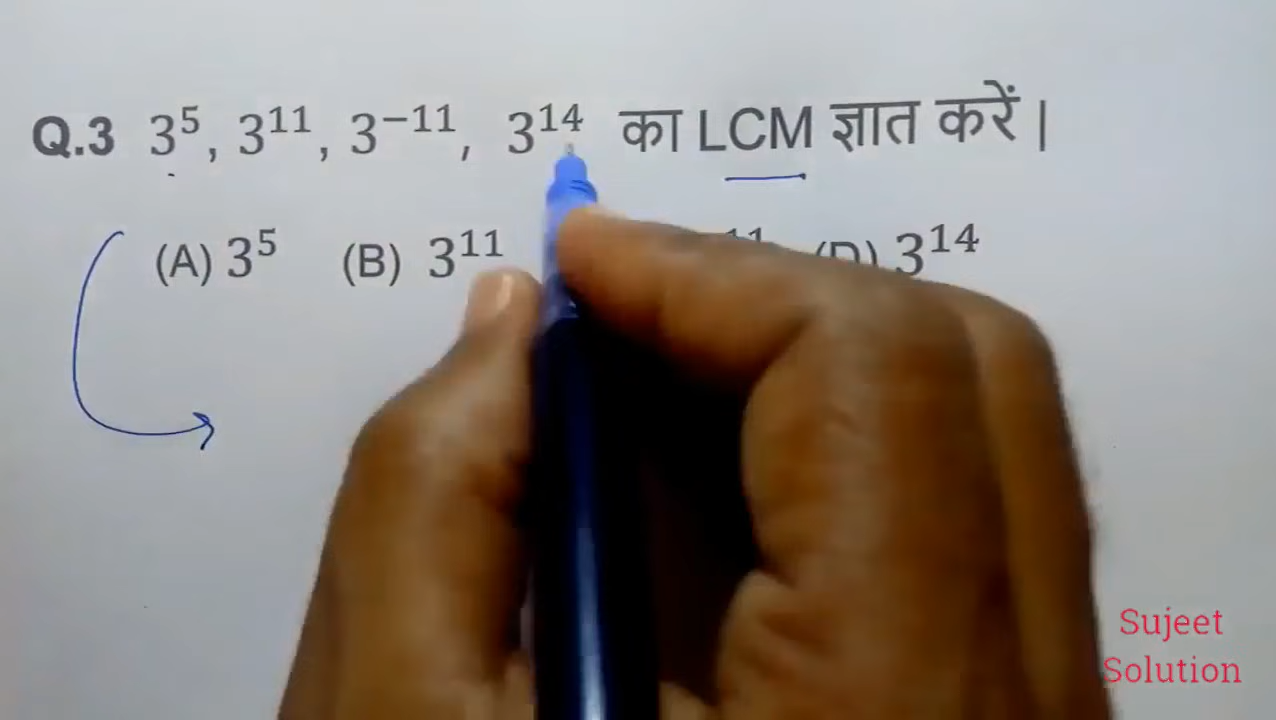 Q.3 3⁵, 3¹¹, 3⁻¹¹, 3¹⁴ का LCM ज्ञात करें |
(A) 3⁵ (B) 3¹¹ (D) 3¹⁴
Sujeet
Solution